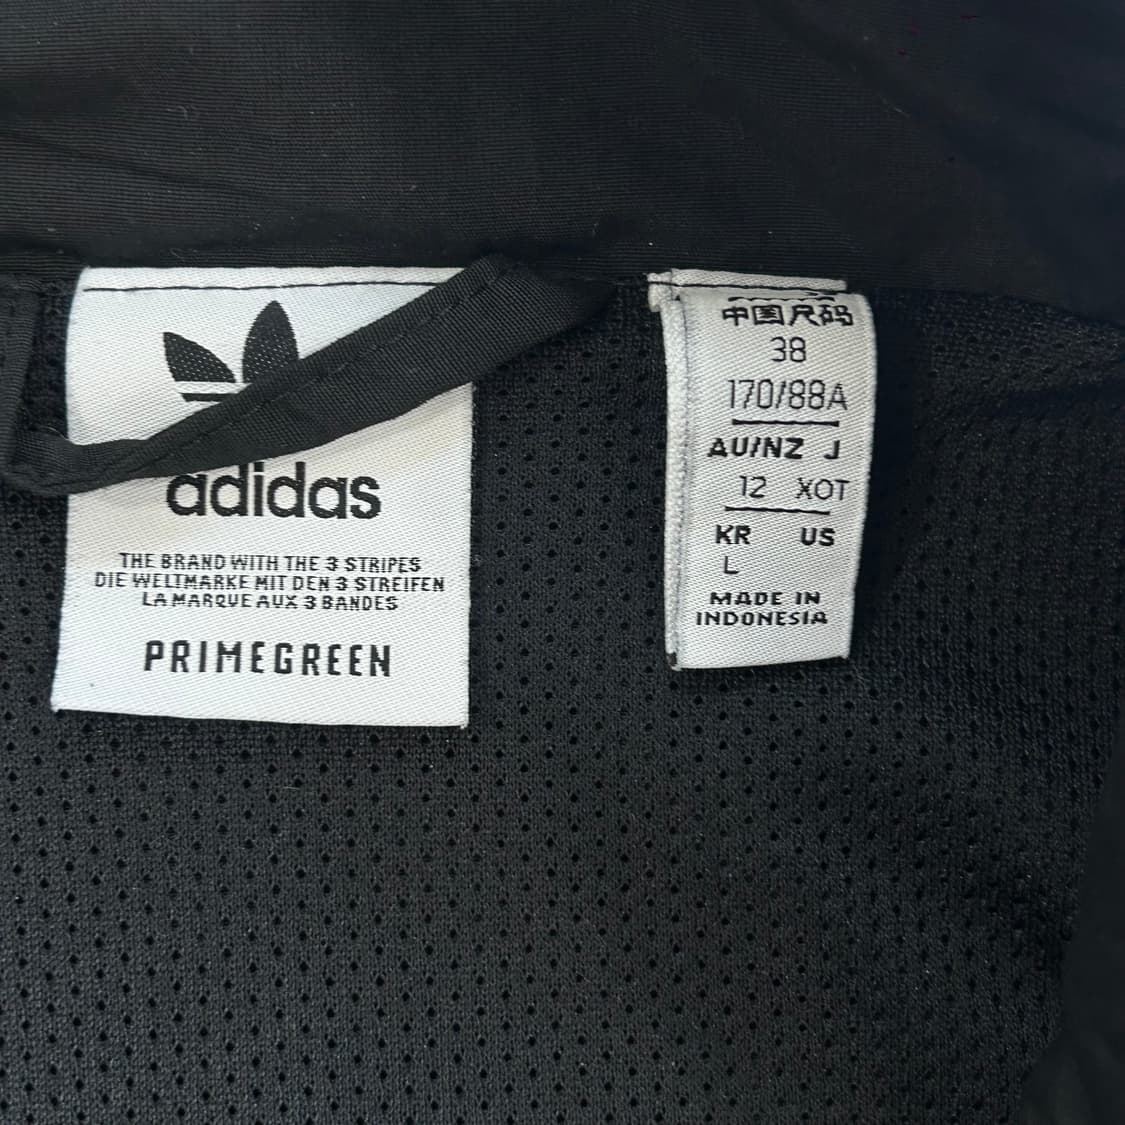 adidas
THE BRAND WITH THE 3 STRIPES
DIE WELTMARKE MIT DEN 3 STREIFEN
LA MARQUE AUX 3 BANDES
PRIMEGREEN
中国尺码
38
170/88A
AU/NZ J
12 XOT
KR US
L
MADE IN
INDONESIA